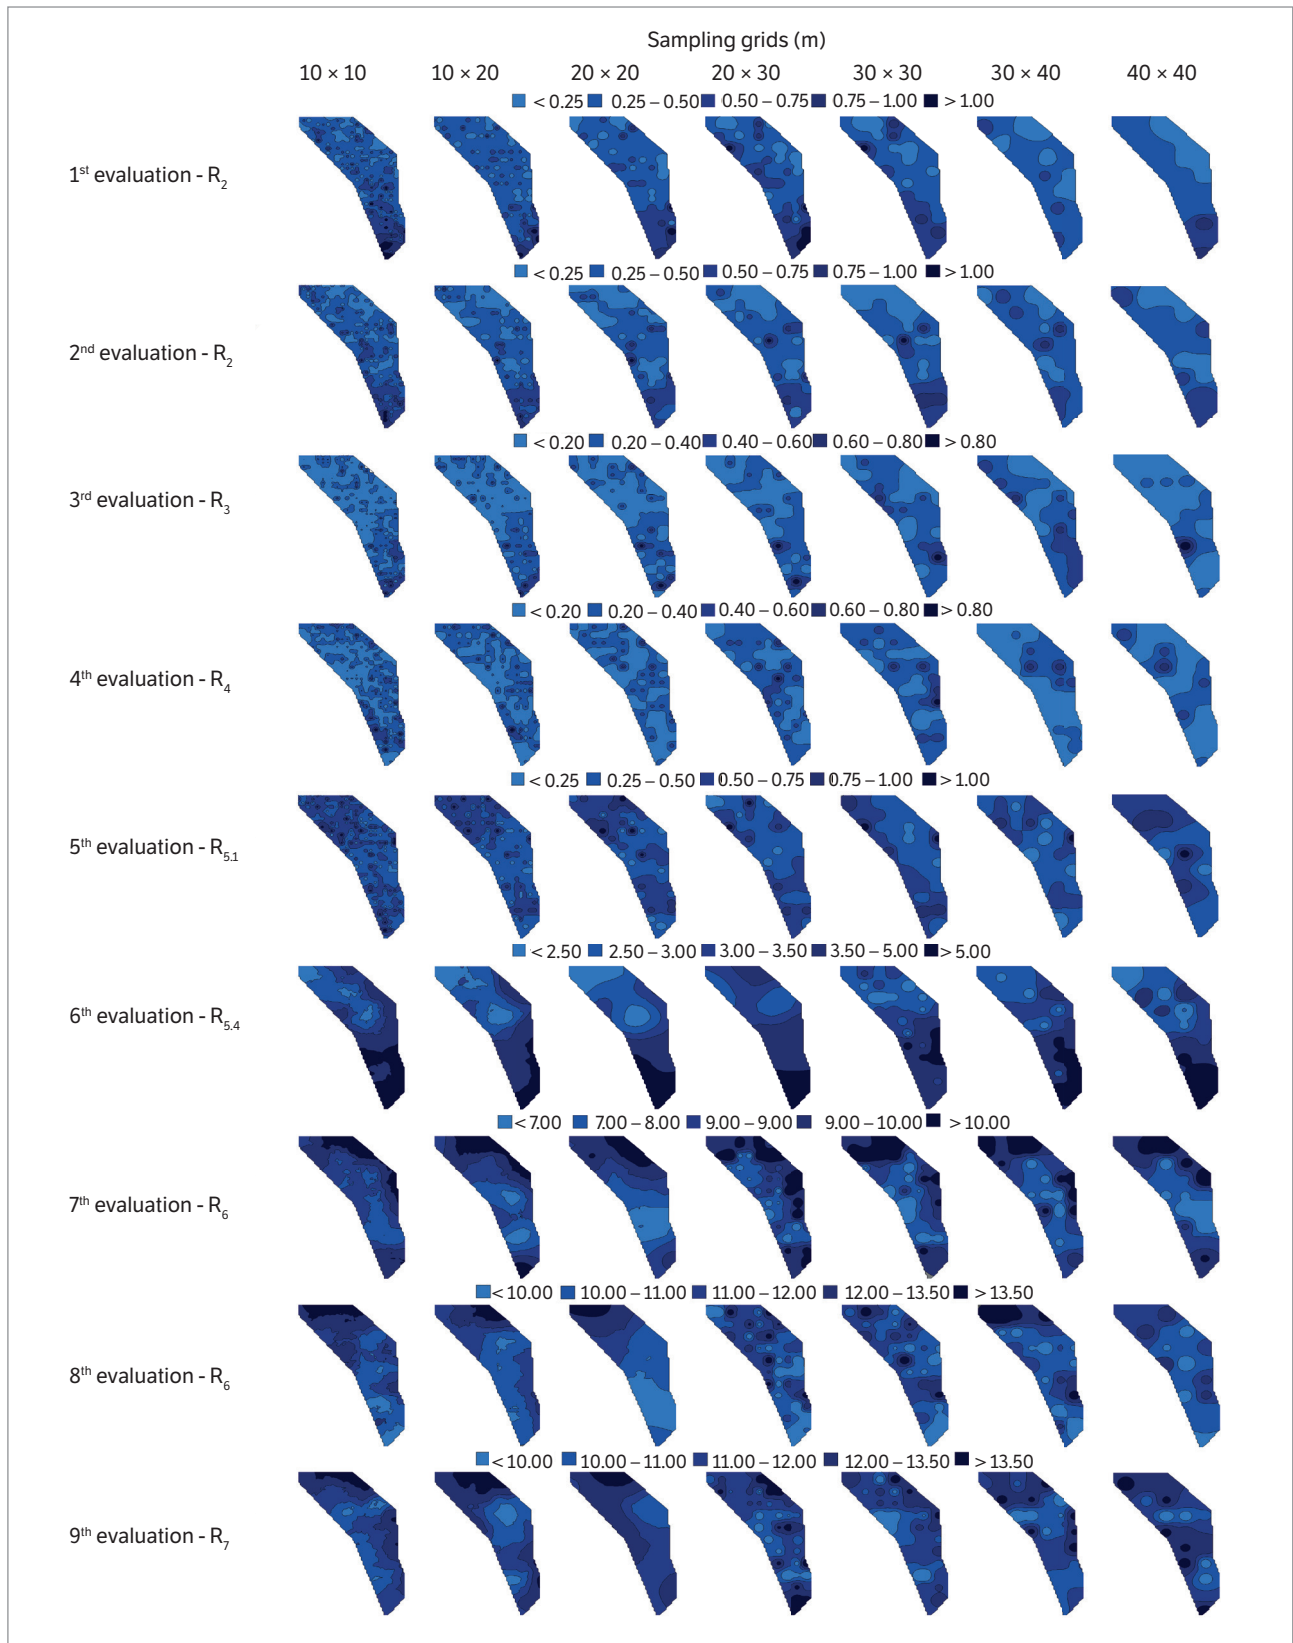 Sampling grids (m)
10 × 10 10 × 20 20 × 20 20 × 30 30 × 30 30 × 40 40 × 40
< 0.25 0.25 – 0.50 0.50 – 0.75 0.75 – 1.00 > 1.00
1st evaluation - R2
< 0.25 0.25 – 0.50 0.50 – 0.75 0.75 – 1.00 > 1.00
2nd evaluation - R2
< 0.20 0.20 – 0.40 0.40 – 0.60 0.60 – 0.80 > 0.80
3rd evaluation - R3
< 0.20 0.20 – 0.40 0.40 – 0.60 0.60 – 0.80 > 0.80
4th evaluation - R4
< 0.25 0.25 – 0.50 0.50 – 0.75 0.75 – 1.00 > 1.00
5th evaluation - R5.1
< 2.50 2.50 – 3.00 3.00 – 3.50 3.50 – 5.00 > 5.00
6th evaluation - R5.4
< 7.00 7.00 – 8.00 9.00 – 9.00 9.00 – 10.00 > 10.00
7th evaluation - R6
< 10.00 10.00 – 11.00 11.00 – 12.00 12.00 – 13.50 > 13.50
8th evaluation - R6
< 10.00 10.00 – 11.00 11.00 – 12.00 12.00 – 13.50 > 13.50
9th evaluation - R7